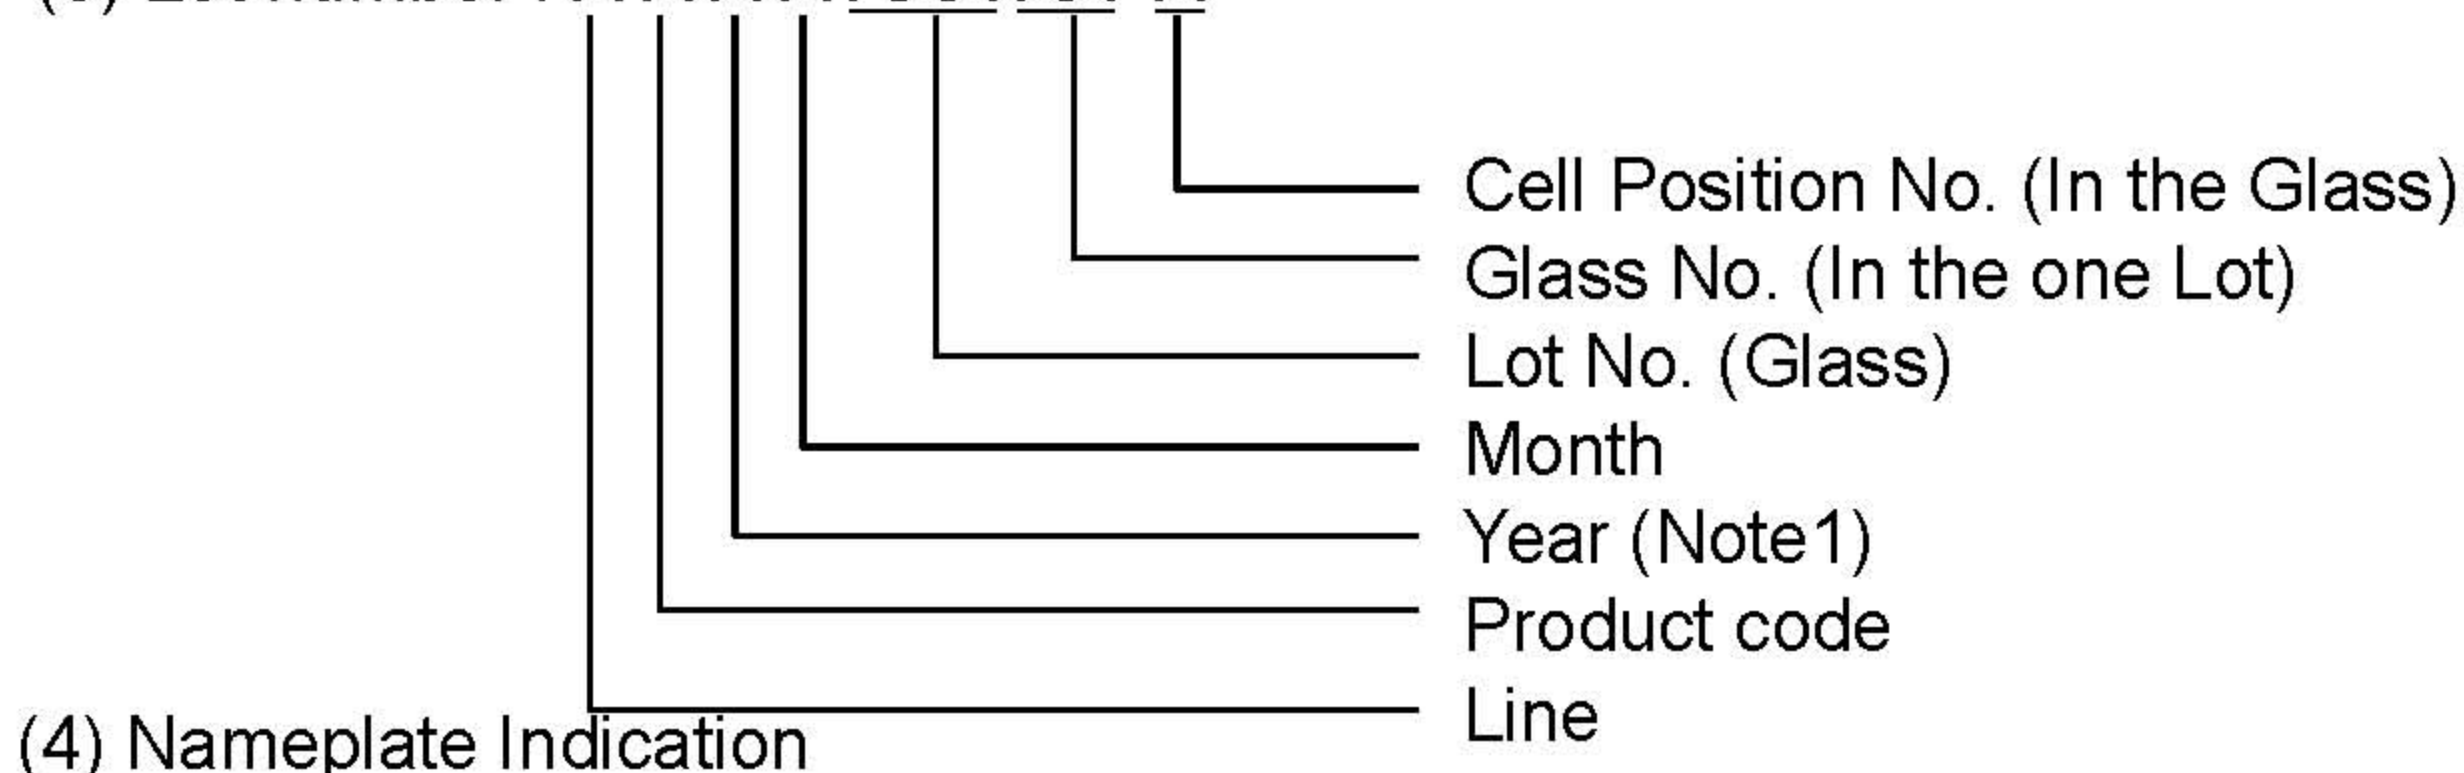 Cell Position No. (In the Glass)
Glass No. (In the one Lot)
Lot No. (Glass)
Month
Year (Note1)
Product code
Line
(4) Nameplate Indication